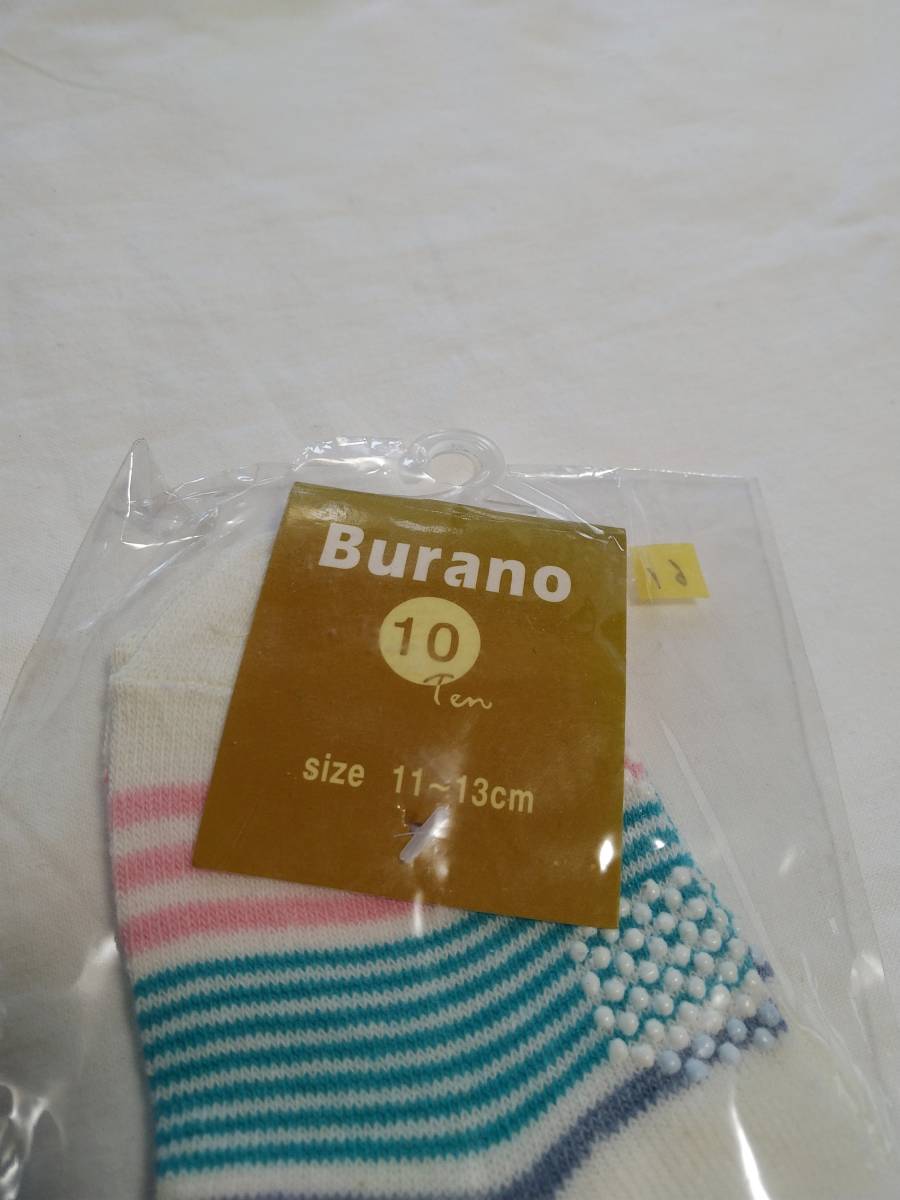 Burano
10
Ten
size 11~13cm